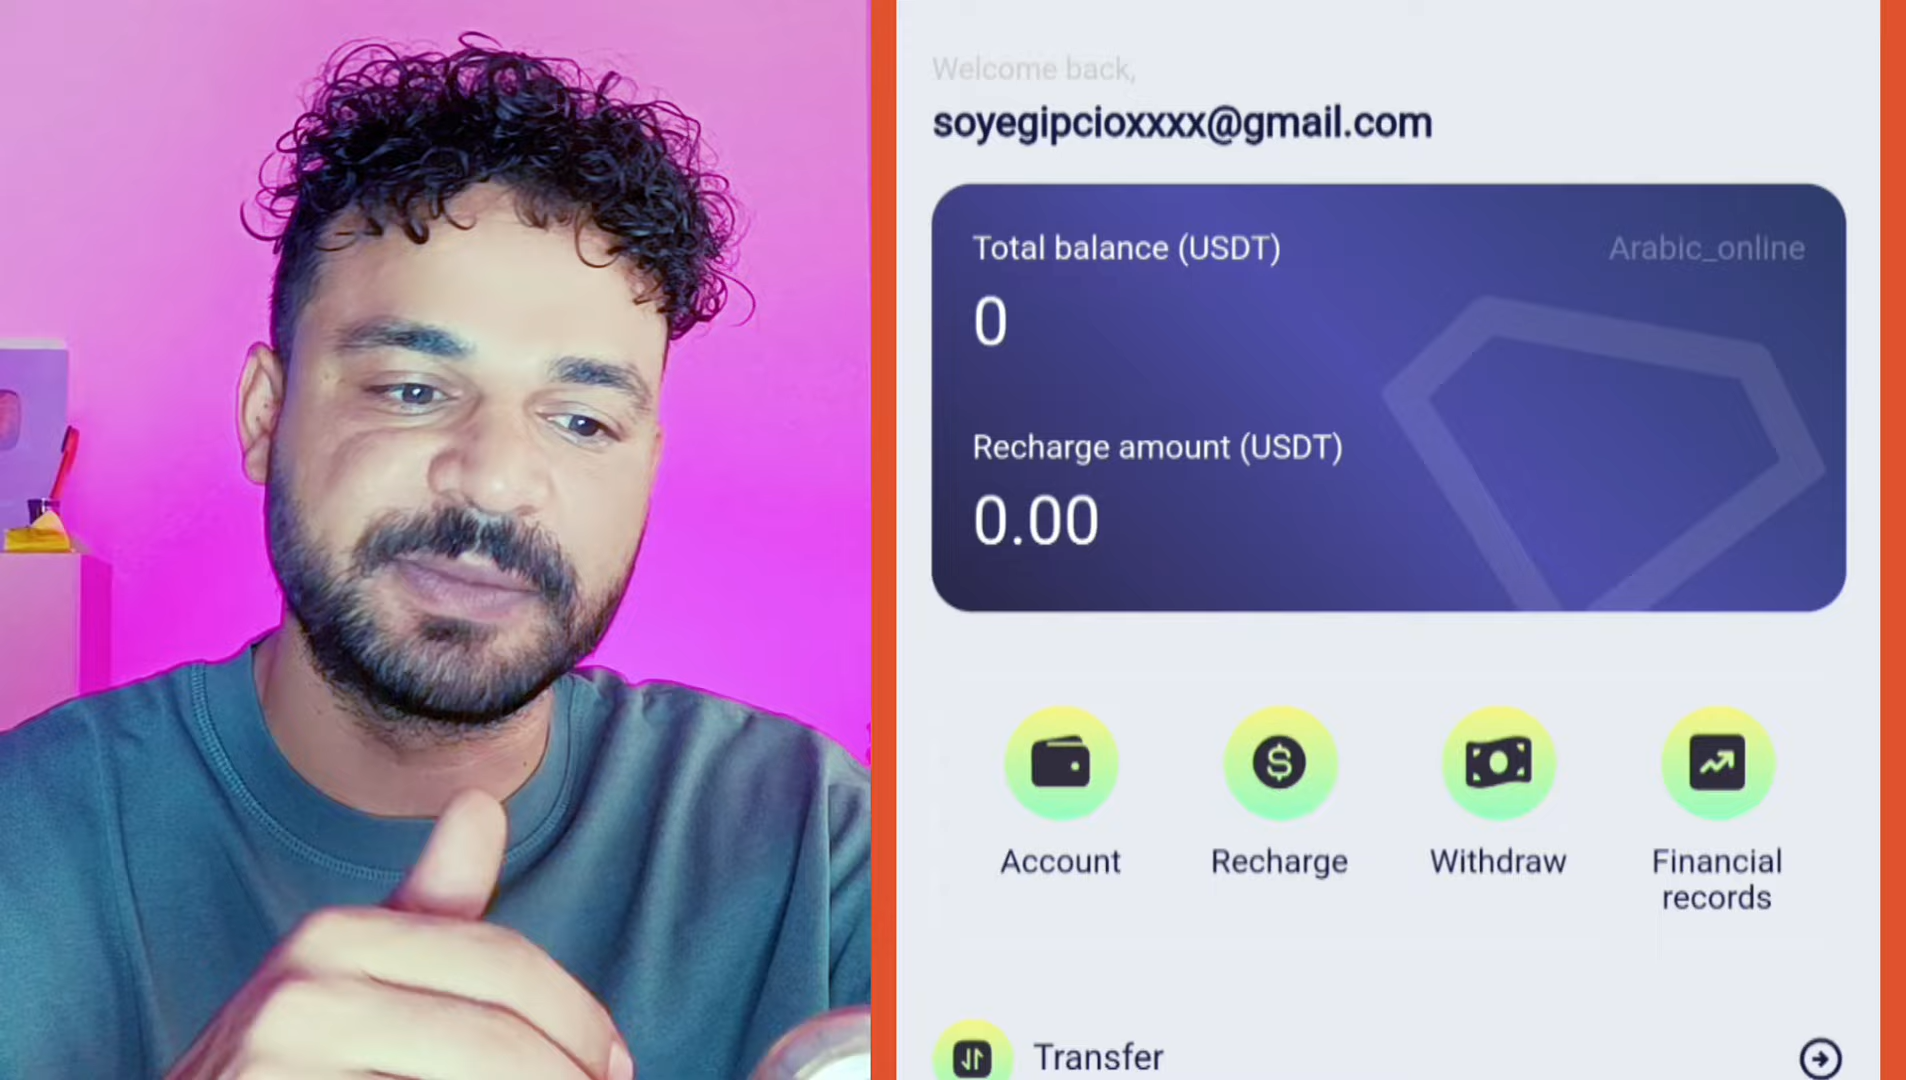 Welcome back,
soyegipcioxxxx@gmail.com
Total balance (USDT)
Arabic_online
0
Recharge amount (USDT)
0.00
Account
Recharge
Withdraw
Financial
records
Transfer